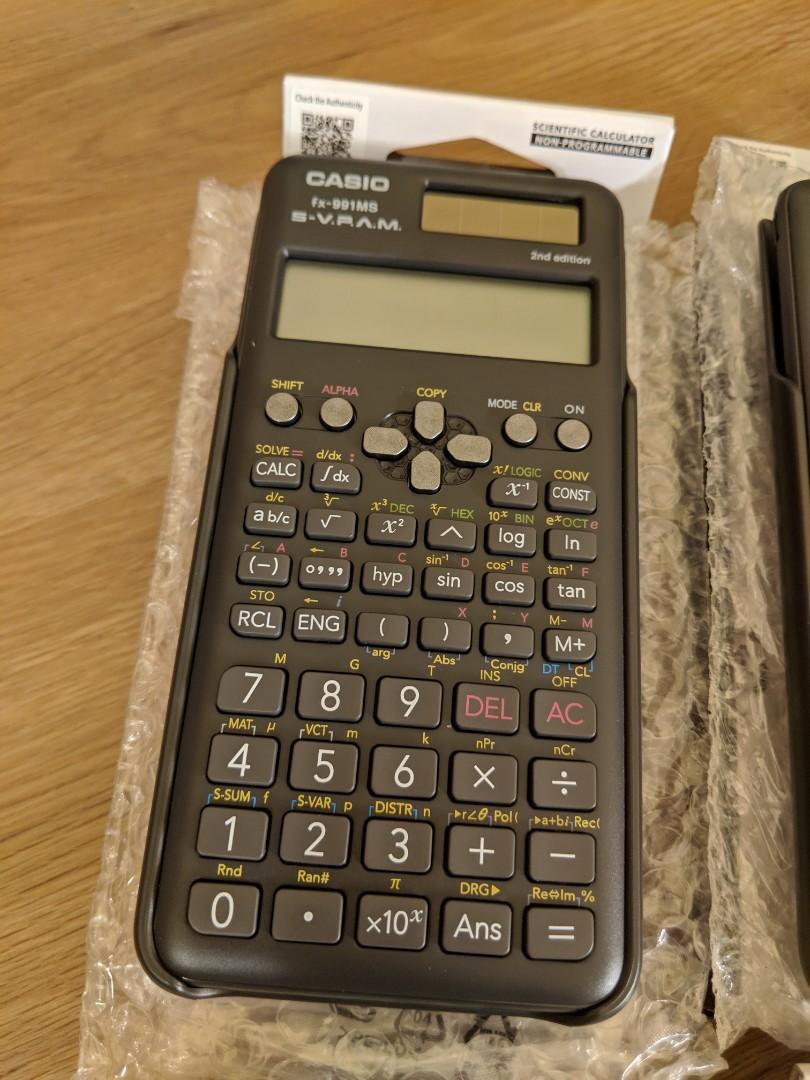 Check the Authenticity
SCIENTIFIC CALCULATOR
NON-PROGRAMMABLE
CASIO
fx-991MS
S-V.P.A.M.
2nd edition
SHIFT ALPHA COPY MODE CLR ON
SOLVE = d/dx : x! LOGIC CONV
CALC ∫dx x⁻¹ CONST
d/c ³√ x³ DEC ˣ√ HEX 10ˣ BIN eˣ OCT e
a b/c √ x² ^ log ln
∠ A ← B C sin⁻¹ D cos⁻¹ E tan⁻¹ F
(−) o,,, hyp sin cos tan
STO ← i X ; Y M− M
RCL ENG ( ) , M+
arg Abs Conjg DT CL
M G T INS OFF
7 8 9 DEL AC
MAT μ VCT m k nPr nCr
4 5 6 × ÷
S-SUM f S-VAR p DISTR n ▶r∠θ Pol( ▶a+bi Rec(
1 2 3 + −
Rnd Ran# π DRG▶ Re⇔Im %
0 • ×10ˣ Ans =